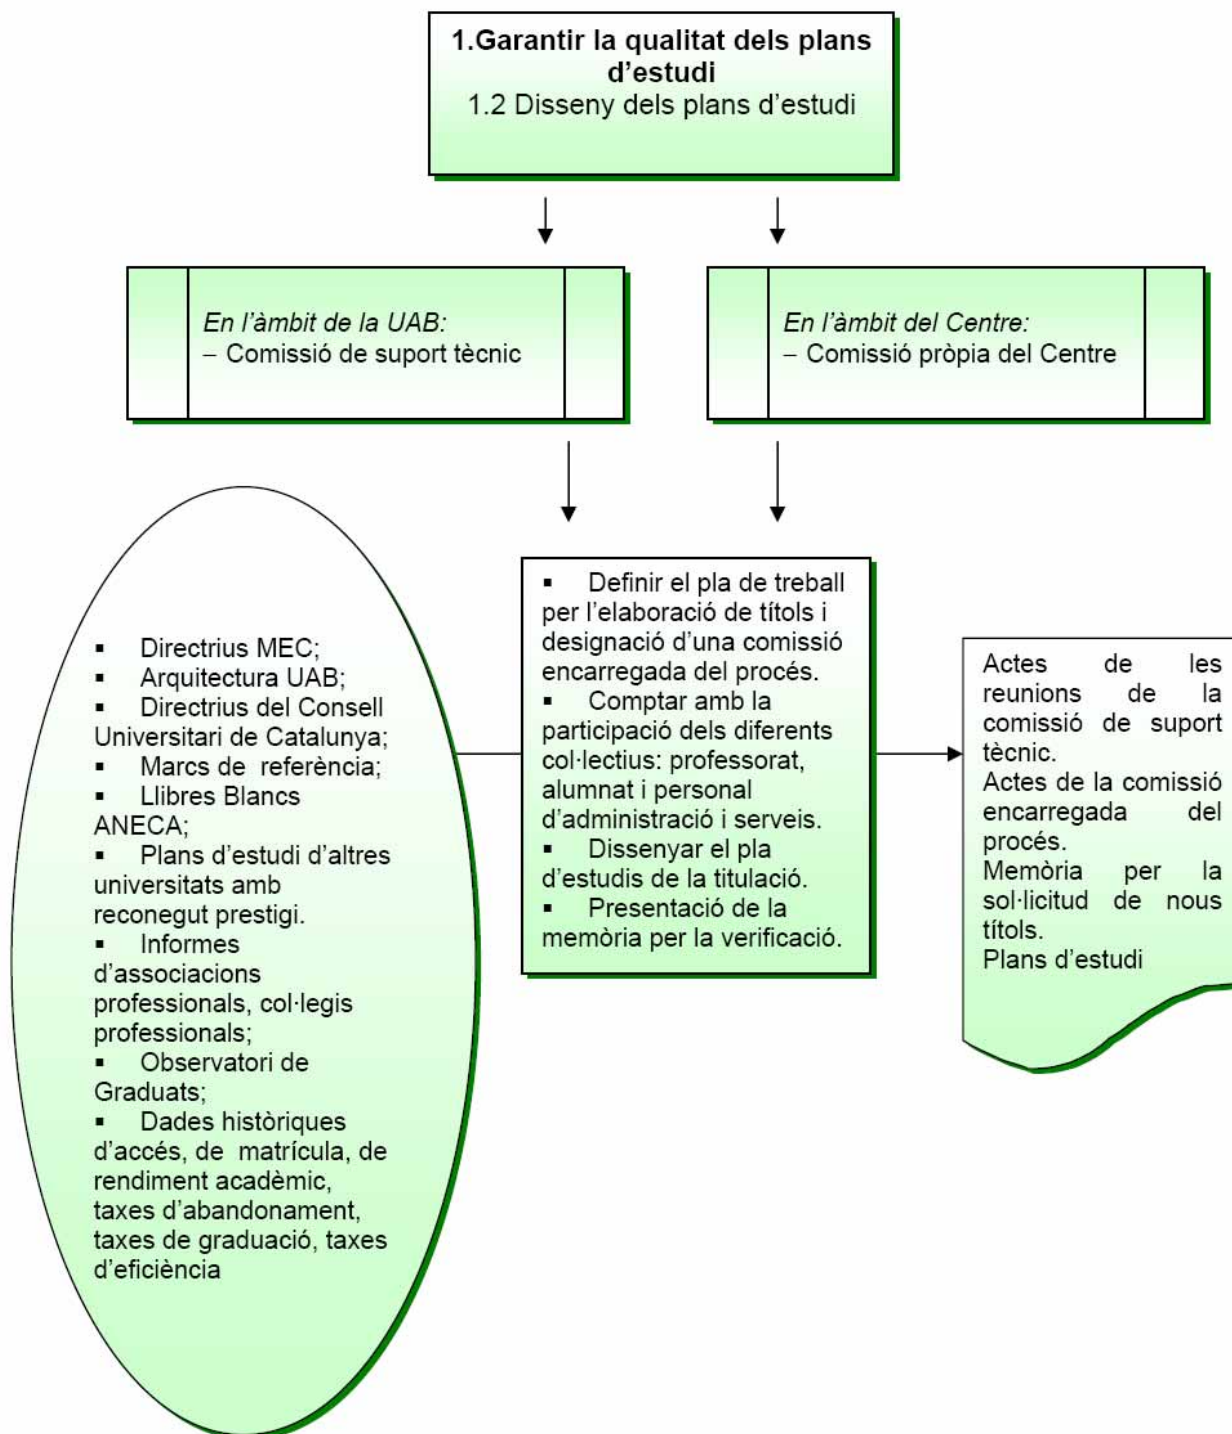 1.Garantir la qualitat dels plans
d’estudi
1.2 Disseny dels plans d’estudi
En l’àmbit de la UAB:
– Comissió de suport tècnic
En l’àmbit del Centre:
– Comissió pròpia del Centre
▪ Directrius MEC;
▪ Arquitectura UAB;
▪ Directrius del Consell
Universitari de Catalunya;
▪ Marcs de referència;
▪ Llibres Blancs
ANECA;
▪ Plans d’estudi d’altres
universitats amb
reconegut prestigi.
▪ Informes
d’associacions
professionals, col·legis
professionals;
▪ Observatori de
Graduats;
▪ Dades històriques
d’accés, de matrícula, de
rendiment acadèmic,
taxes d’abandonament,
taxes de graduació, taxes
d’eficiència
▪ Definir el pla de treball
per l’elaboració de títols i
designació d’una comissió
encarregada del procés.
▪ Comptar amb la
participació dels diferents
col·lectius: professorat,
alumnat i personal
d’administració i serveis.
▪ Dissenyar el pla
d’estudis de la titulació.
▪ Presentació de la
memòria per la verificació.
Actes de les
reunions de la
comissió de suport
tècnic.
Actes de la comissió
encarregada del
procés.
Memòria per la
sol·licitud de nous
títols.
Plans d’estudi